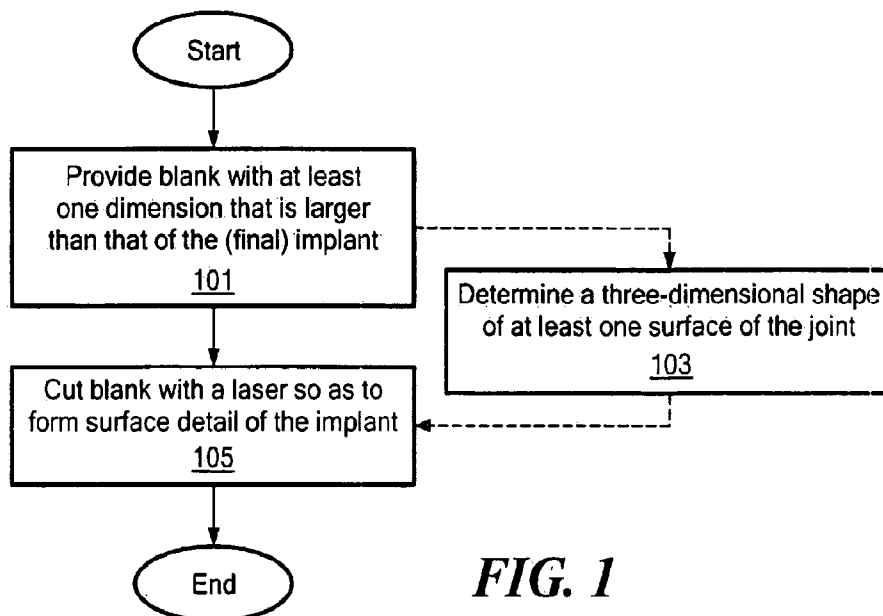 Start
Provide blank with at least
one dimension that is larger
than that of the (final) implant
101
Determine a three-dimensional shape
of at least one surface of the joint
103
Cut blank with a laser so as to
form surface detail of the implant
105
End
FIG. 1